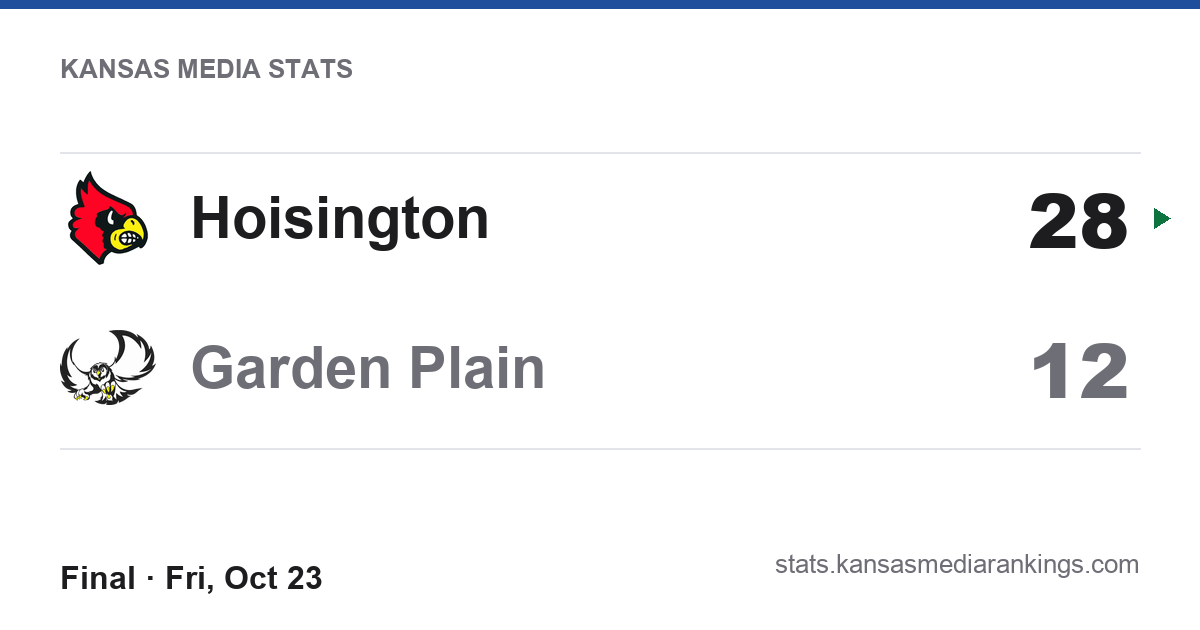 KANSAS MEDIA STATS
Hoisington 28
Garden Plain 12
Final · Fri, Oct 23
stats.kansasmediarankings.com